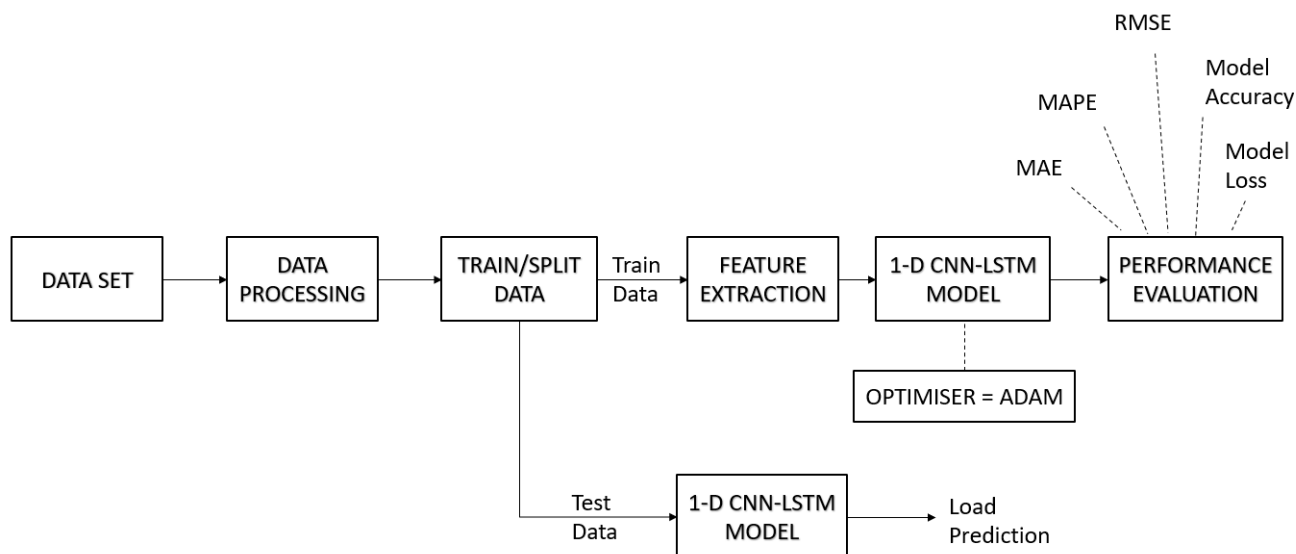 RMSE
Model
Accuracy
MAPE
Model
Loss
MAE
DATA SET
DATA
PROCESSING
TRAIN/SPLIT
DATA
Train
Data
FEATURE
EXTRACTION
1-D CNN-LSTM
MODEL
PERFORMANCE
EVALUATION
OPTIMISER = ADAM
Test
Data
1-D CNN-LSTM
MODEL
Load
Prediction